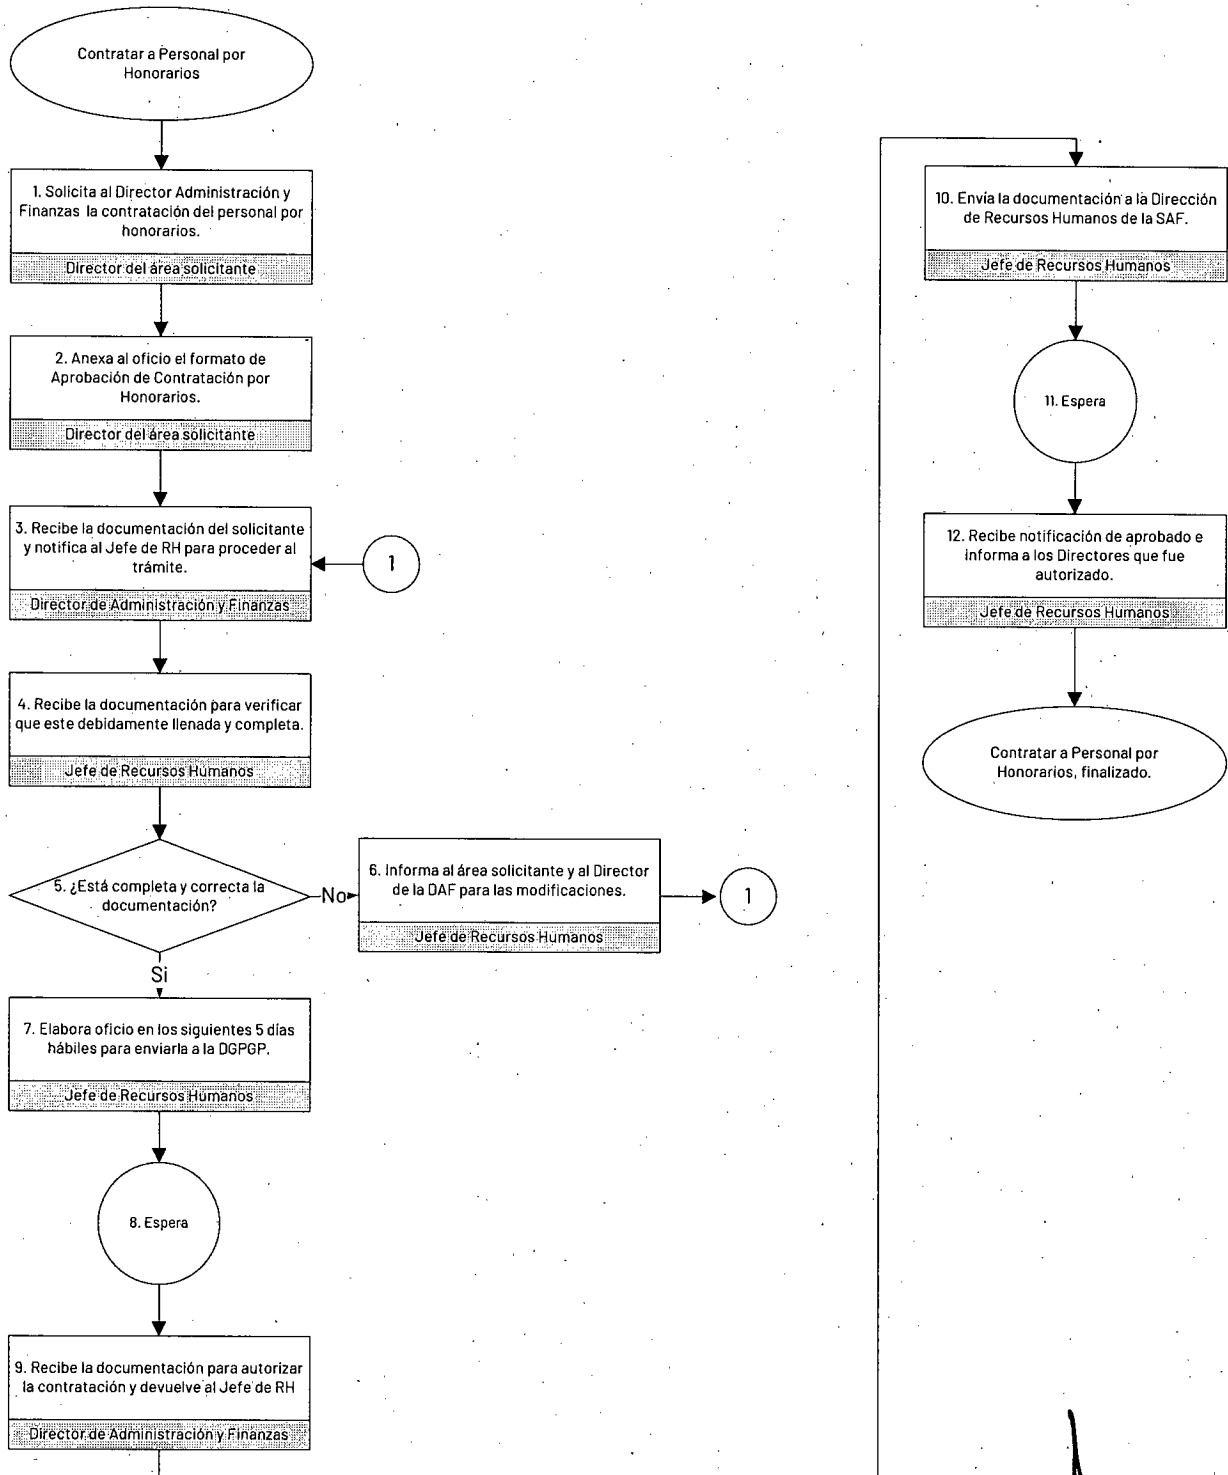 Contratar a Personal por
Honorarios
1. Solicita al Director Administración y
Finanzas la contratación del personal por
honorarios.
Director del área solicitante
2. Anexa al oficio el formato de
Aprobación de Contratación por
Honorarios.
Director del área solicitante
3. Recibe la documentación del solicitante
y notifica al Jefe de RH para proceder al
trámite.
Director de Administración y Finanzas
1
4. Recibe la documentación para verificar
que este debidamente llenada y completa.
Jefe de Recursos Humanos
5. ¿Está completa y correcta la
documentación?
No
6. Informa al área solicitante y al Director
de la DAF para las modificaciones.
Jefe de Recursos Humanos
1
Si
7. Elabora oficio en los siguientes 5 días
hábiles para enviarla a la DGPGP.
Jefe de Recursos Humanos
8. Espera
9. Recibe la documentación para autorizar
la contratación y devuelve al Jefe de RH
Director de Administración y Finanzas
10. Envía la documentación a la Dirección
de Recursos Humanos de la SAF.
Jefe de Recursos Humanos
11. Espera
12. Recibe notificación de aprobado e
informa a los Directores que fue
autorizado.
Jefe de Recursos Humanos
Contratar a Personal por
Honorarios, finalizado.